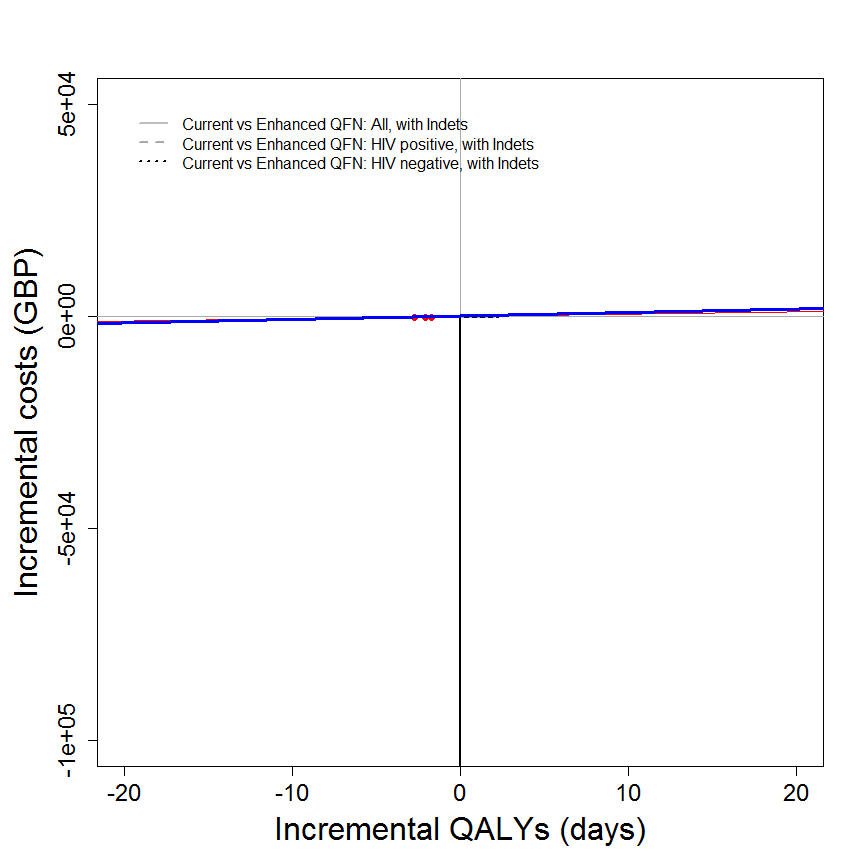 Current vs Enhanced QFN: All, with Indets
Current vs Enhanced QFN: HIV positive, with Indets
Current vs Enhanced QFN: HIV negative, with Indets
Incremental costs (GBP)
5e+04
0e+00
-5e+04
-1e+05
-20 -10 0 10 20
Incremental QALYs (days)